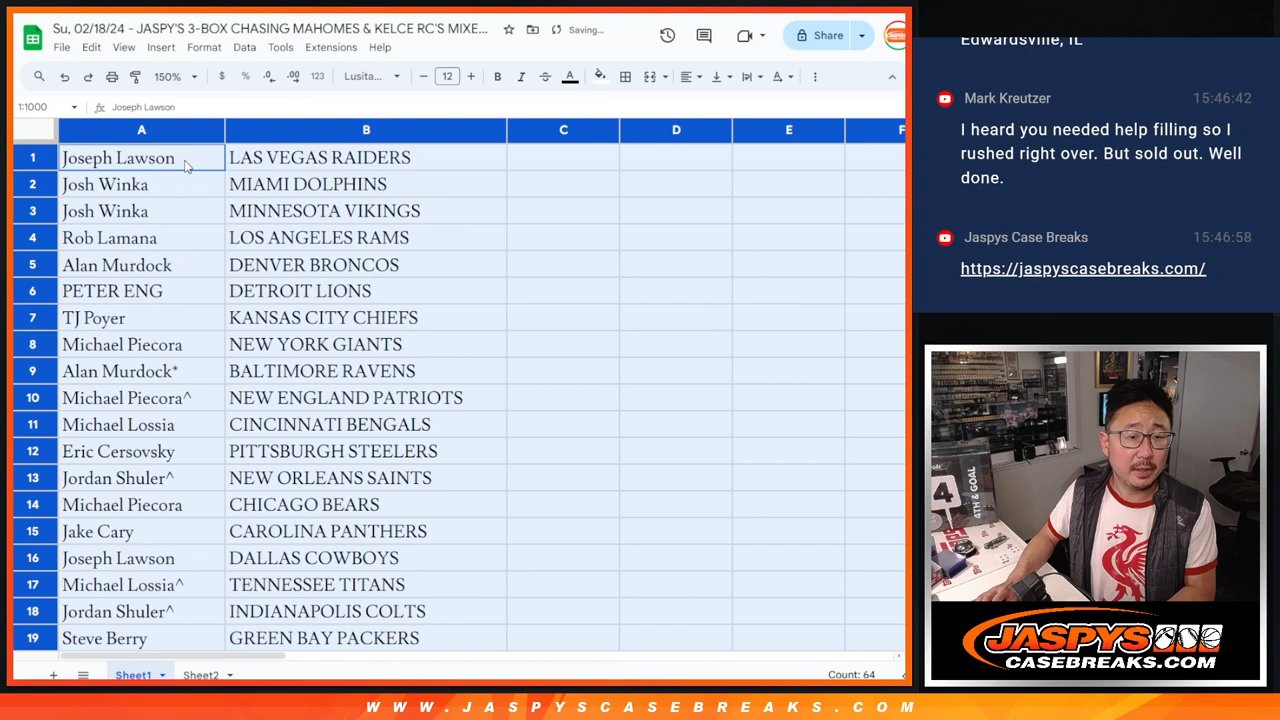 Su, 02/18/24 - JASPY'S 3-BOX CHASING MAHOMES & KELCE RC'S MIXE...
Saving...
Share
File Edit View Insert Format Data Tools Extensions Help
150% $ % .0 .00 123 Lusita... 12 B I A
1:1000 fx Joseph Lawson
A B C D E F
1 Joseph Lawson LAS VEGAS RAIDERS
2 Josh Winka MIAMI DOLPHINS
3 Josh Winka MINNESOTA VIKINGS
4 Rob Lamana LOS ANGELES RAMS
5 Alan Murdock DENVER BRONCOS
6 PETER ENG DETROIT LIONS
7 TJ Poyer KANSAS CITY CHIEFS
8 Michael Piecora NEW YORK GIANTS
9 Alan Murdock* BALTIMORE RAVENS
10 Michael Piecora^ NEW ENGLAND PATRIOTS
11 Michael Lossia CINCINNATI BENGALS
12 Eric Cersovsky PITTSBURGH STEELERS
13 Jordan Shuler^ NEW ORLEANS SAINTS
14 Michael Piecora CHICAGO BEARS
15 Jake Cary CAROLINA PANTHERS
16 Joseph Lawson DALLAS COWBOYS
17 Michael Lossia^ TENNESSEE TITANS
18 Jordan Shuler^ INDIANAPOLIS COLTS
19 Steve Berry GREEN BAY PACKERS
Sheet1 Sheet2 Count: 64
Edwardsville, IL
Mark Kreutzer 15:46:42
I heard you needed help filling so I
rushed right over. But sold out. Well
done.
Jaspys Case Breaks 15:46:58
https://jaspyscasebreaks.com/
4
4TH & GOAL
JASPYS
CASEBREAKS.COM
WWW.JASPYSCASEBREAKS.COM